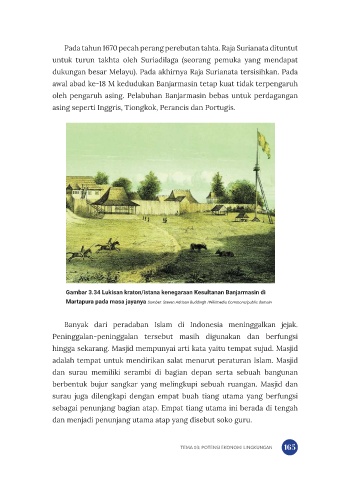 Pada tahun 1670 pecah perang perebutan tahta. Raja Surianata dituntut
untuk turun takhta oleh Suriadilaga (seorang pemuka yang mendapat
dukungan besar Melayu). Pada akhirnya Raja Surianata tersisihkan. Pada
awal abad ke-18 M kedudukan Banjarmasin tetap kuat tidak terpengaruh
oleh pengaruh asing. Pelabuhan Banjarmasin bebas untuk perdagangan
asing seperti Inggris, Tiongkok, Perancis dan Portugis.
Gambar 3.34 Lukisan kraton/istana kenegaraan Kesultanan Banjarmasin di
Martapura pada masa jayanya Sumber: Steven Adriaan Buddingh /Wikimedia Commons/public domain
Banyak dari peradaban Islam di Indonesia meninggalkan jejak.
Peninggalan-peninggalan tersebut masih digunakan dan berfungsi
hingga sekarang. Masjid mempunyai arti kata yaitu tempat sujud. Masjid
adalah tempat untuk mendirikan salat menurut peraturan Islam. Masjid
dan surau memiliki serambi di bagian depan serta sebuah bangunan
berbentuk bujur sangkar yang melingkupi sebuah ruangan. Masjid dan
surau juga dilengkapi dengan empat buah tiang utama yang berfungsi
sebagai penunjang bagian atap. Empat tiang utama ini berada di tengah
dan menjadi penunjang utama atap yang disebut soko guru.
TEMA 03: POTENSI EKONOMI LINGKUNGAN 165